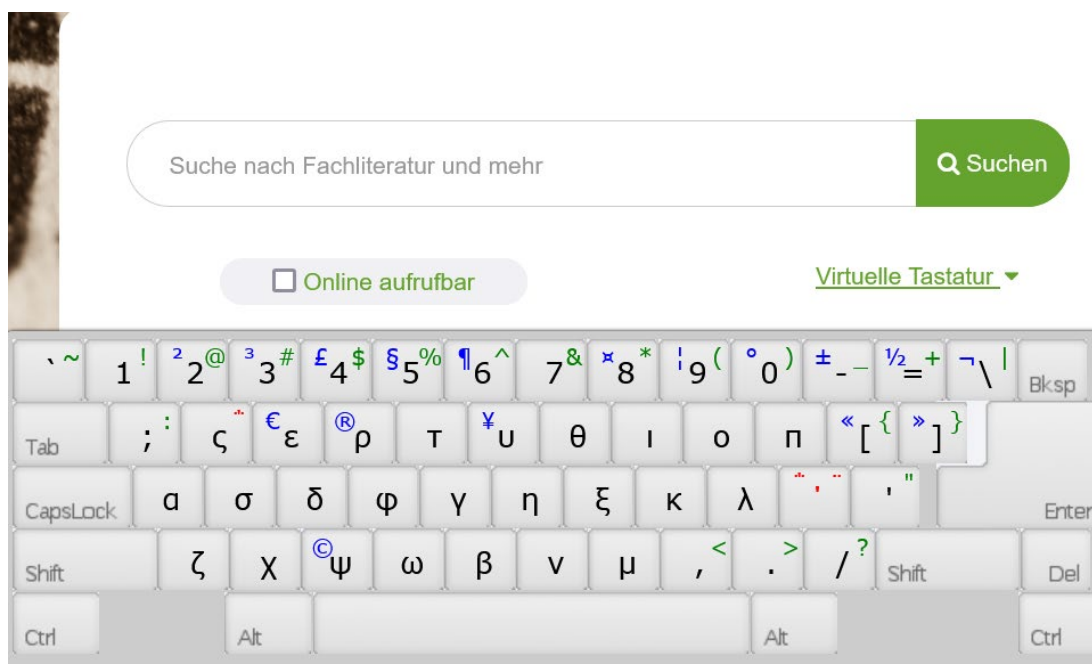 Suche nach Fachliteratur und mehr
Suchen
Online aufrufbar
Virtuelle Tastatur
` ~ 1 ! ² 2 @ ³ 3 # £ 4 $ § 5 % ¶ 6 ^ 7 & ¤ 8 * ¦ 9 ( ° 0 ) ± - _ ½ = + ¬ \ | Bksp
Tab ; : ς ΅ € ε ® ρ τ ¥ υ θ ι ο π « [ { » ] }
CapsLock α σ δ φ γ η ξ κ λ ΅ ' ¨ ' " Enter
Shift ζ χ © ψ ω β ν μ , < . > / ? Shift Del
Ctrl Alt Alt Ctrl